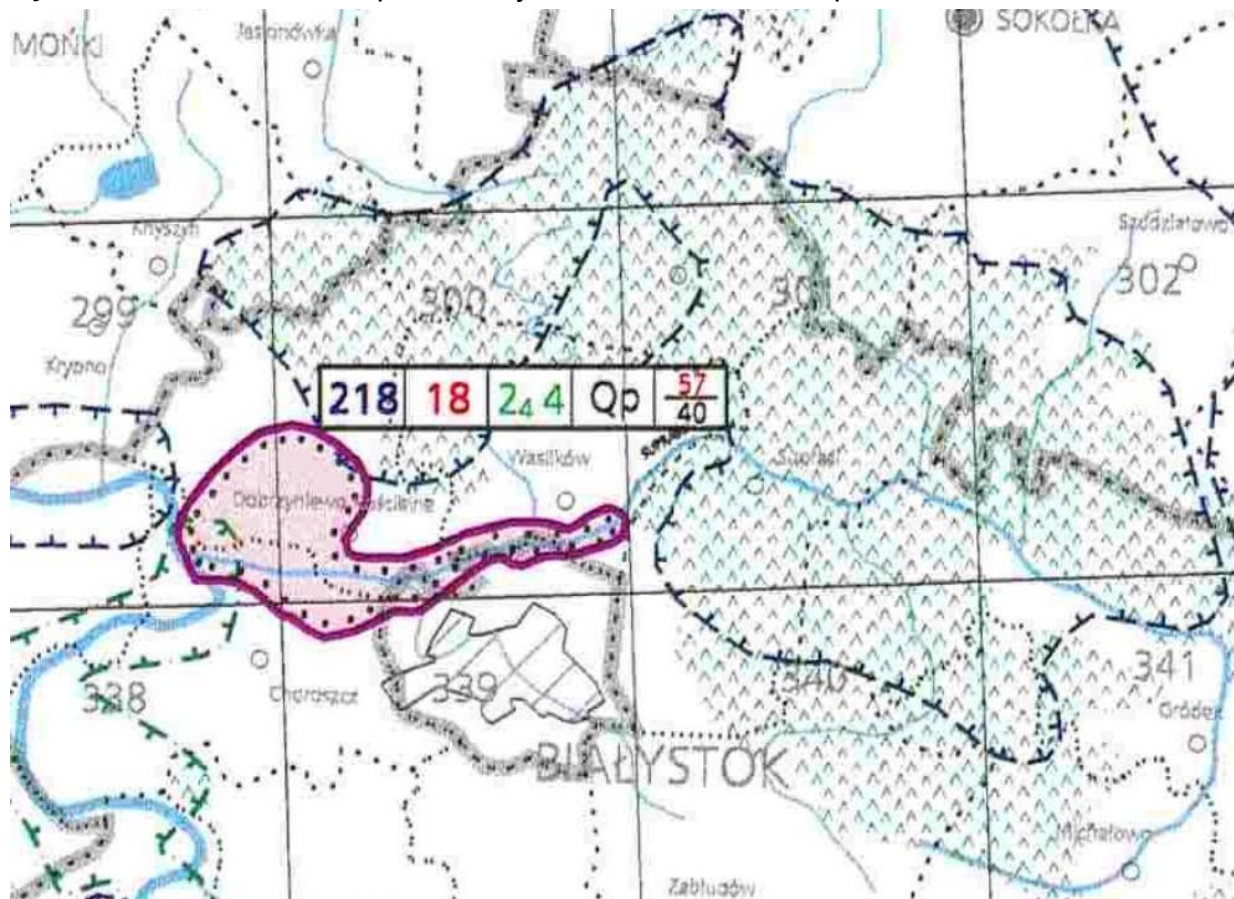 SOKÓŁKA
MOŃKI
Jasionówka
Knyszyn
Szudziałowo
302
299
300
301
Krypno
218 18 2₄ 4 Qp 57/40
Wasilków
Supraśl
Dobrzyniewo Kościelne
341
338
339
340
Choroszcz
Gródek
BIAŁYSTOK
Michałowo
Zabłudów